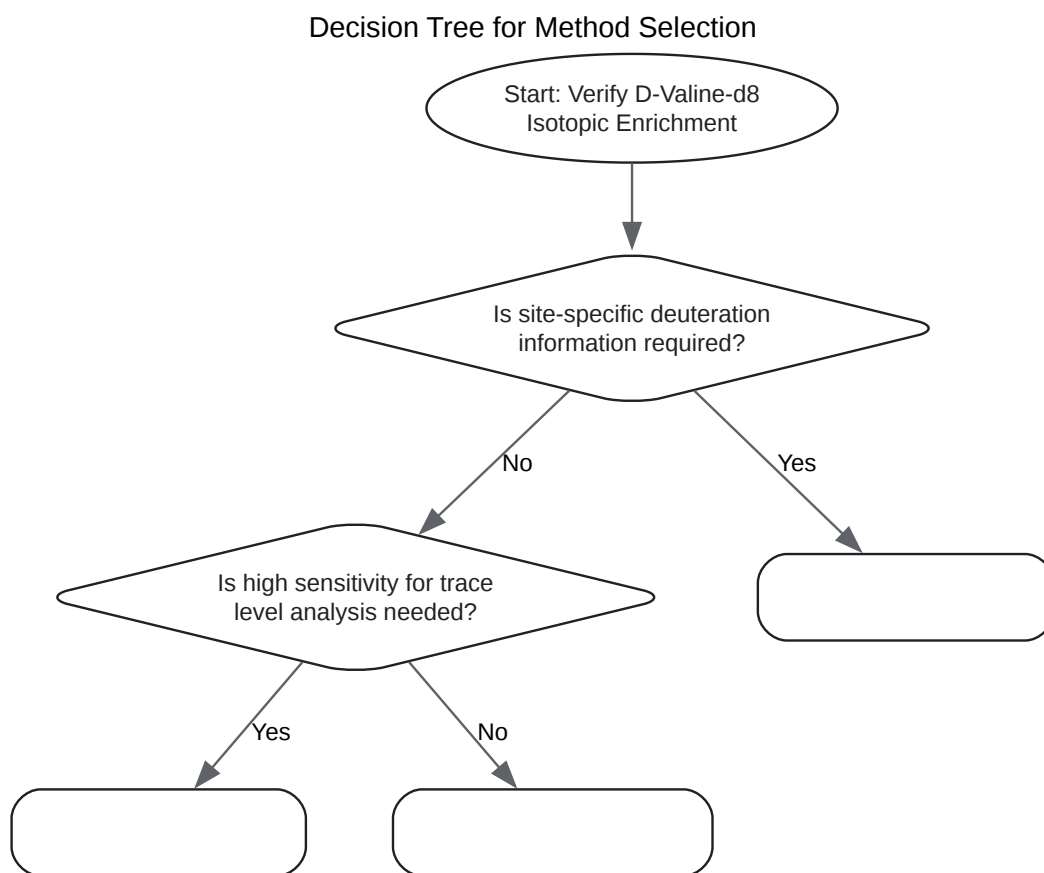 Decision Tree for Method Selection
Start: Verify D-Valine-d8
Isotopic Enrichment
Is site-specific deuteration
information required?
No
Yes
Is high sensitivity for trace
level analysis needed?
Yes
No